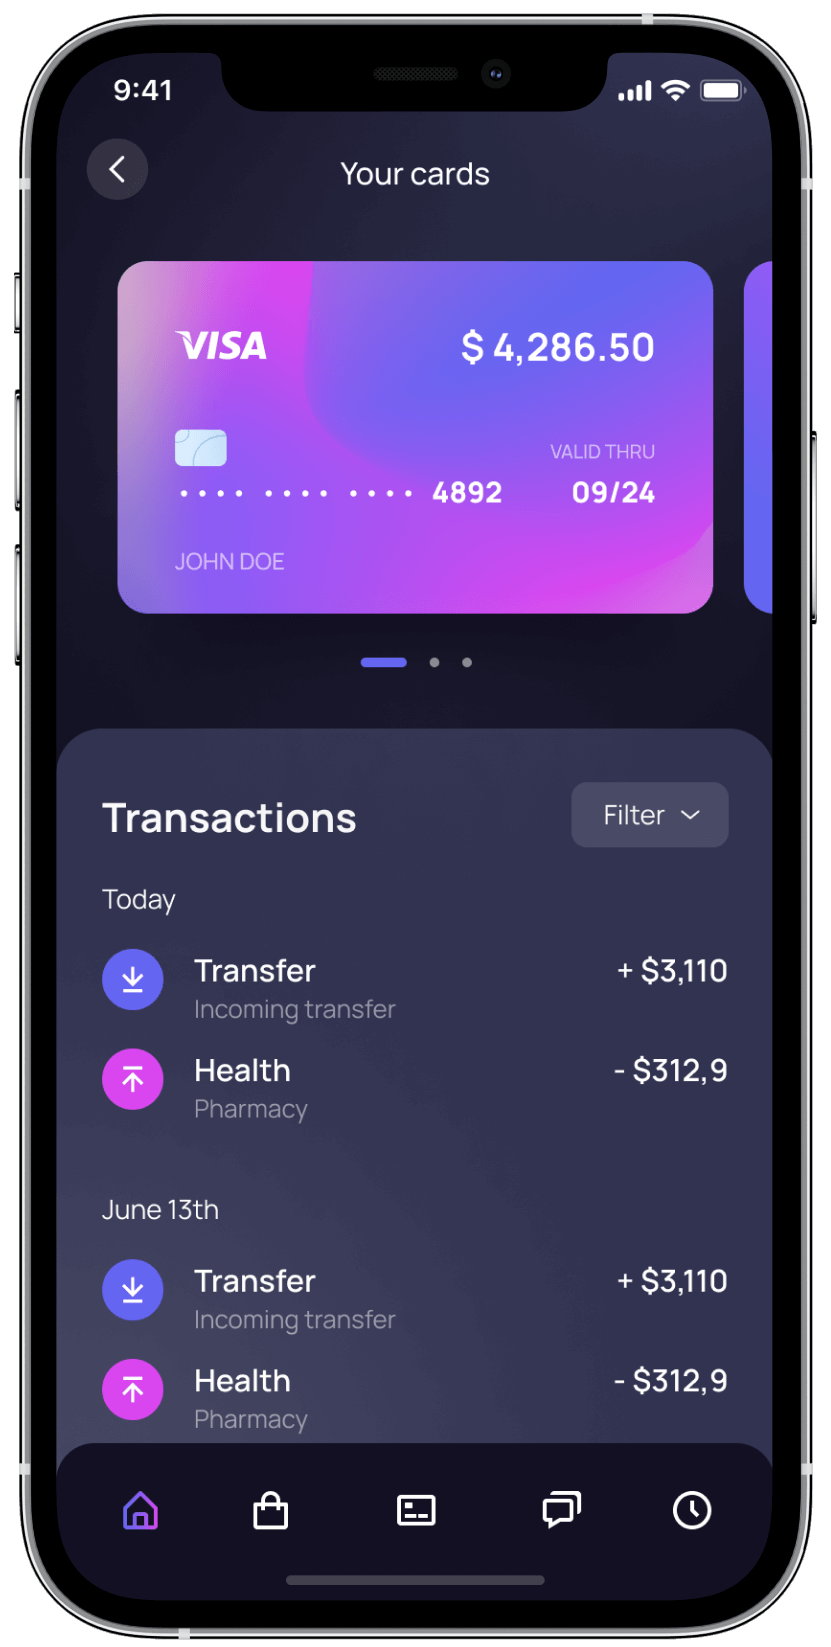 9:41
Your cards
VISA
$ 4,286.50
VALID THRU
•••• •••• •••• 4892
09/24
JOHN DOE
Transactions
Filter
Today
Transfer
+ $3,110
Incoming transfer
Health
- $312,9
Pharmacy
June 13th
Transfer
+ $3,110
Incoming transfer
Health
- $312,9
Pharmacy